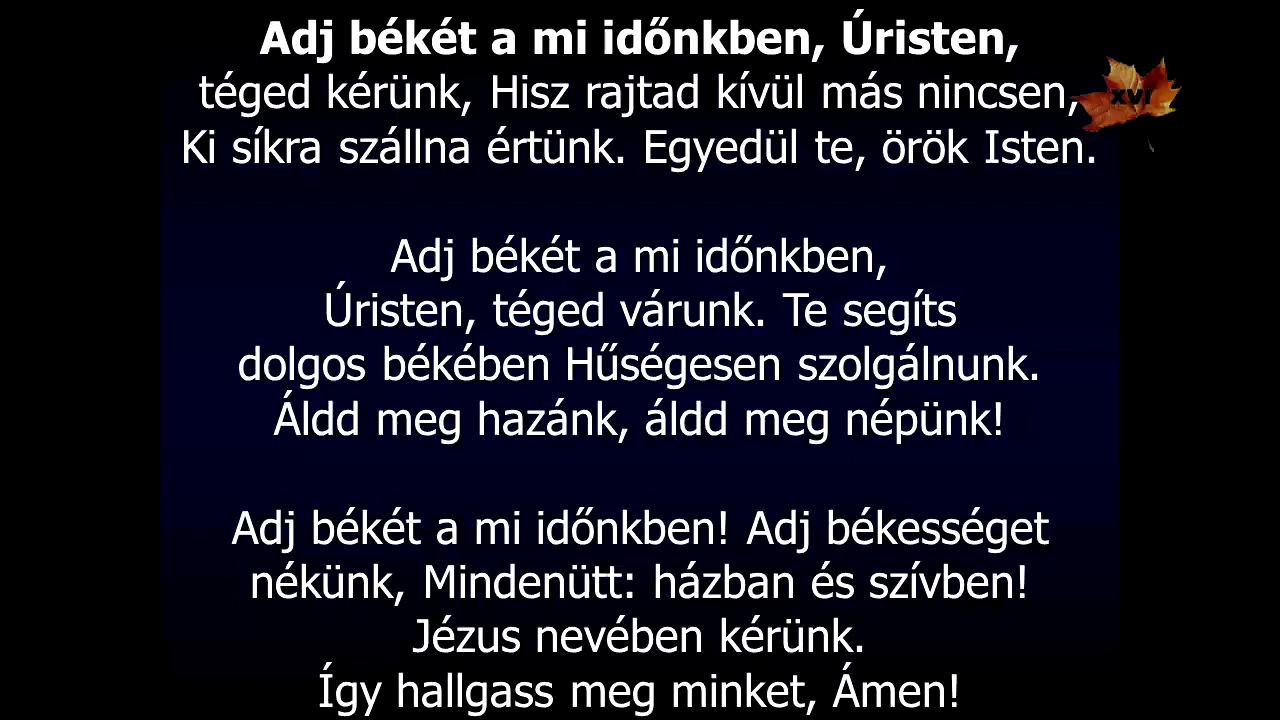 Adj békét a mi időnkben, Úristen,
téged kérünk, Hisz rajtad kívül más nincsen,
XVI
Ki síkra szállna értünk. Egyedül te, örök Isten.
Adj békét a mi időnkben,
Úristen, téged várunk. Te segíts
dolgos békében Hűségesen szolgálnunk.
Áldd meg hazánk, áldd meg népünk!
Adj békét a mi időnkben! Adj békességet
nékünk, Mindenütt: házban és szívben!
Jézus nevében kérünk.
Így hallgass meg minket, Ámen!